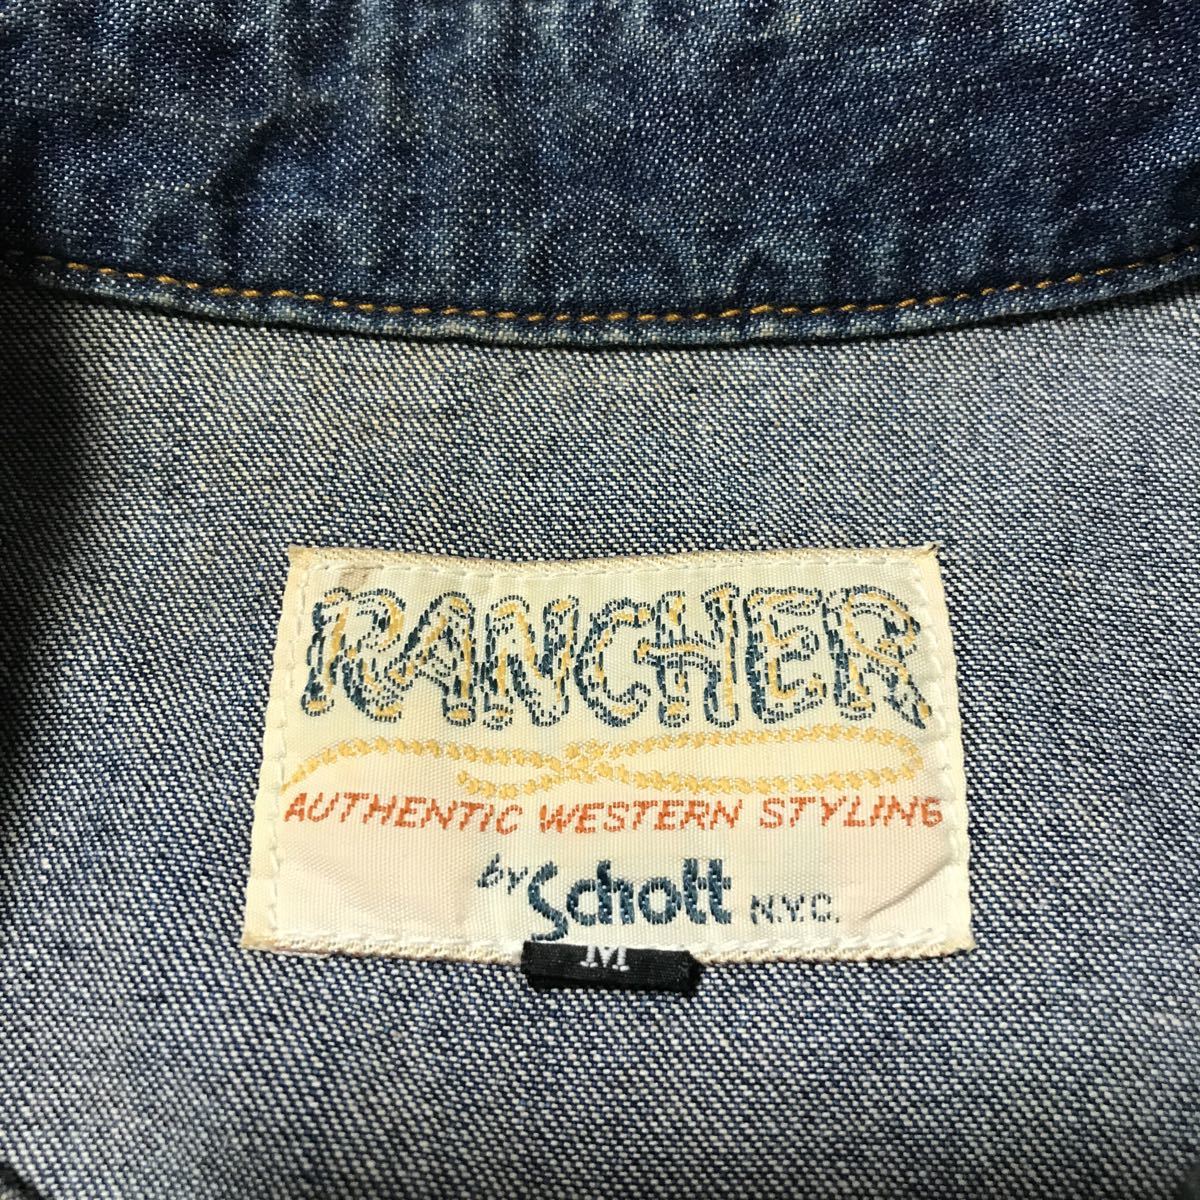 RANCHER
AUTHENTIC WESTERN STYLING
by Schott N.Y.C.
M